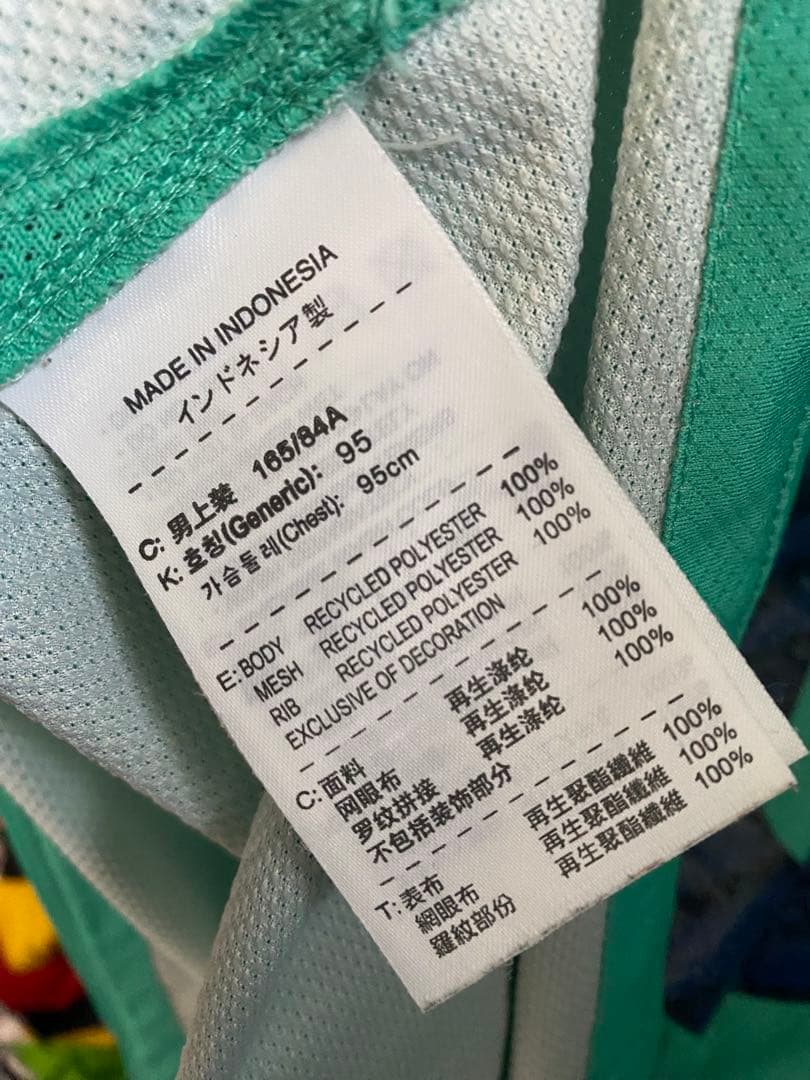 MADE IN INDONESIA
インドネシア製
C: 男上装 165/84A
K: 호칭(Generic): 95
가슴둘레(Chest): 95cm
E: BODY RECYCLED POLYESTER 100%
MESH RECYCLED POLYESTER 100%
RIB RECYCLED POLYESTER 100%
EXCLUSIVE OF DECORATION
C: 面料 再生涤纶 100%
网眼布 再生涤纶 100%
罗纹拼接 再生涤纶 100%
不包括装饰部分
T: 表布 再生聚酯纖維 100%
網眼布 再生聚酯纖維 100%
羅紋部份 再生聚酯纖維 100%